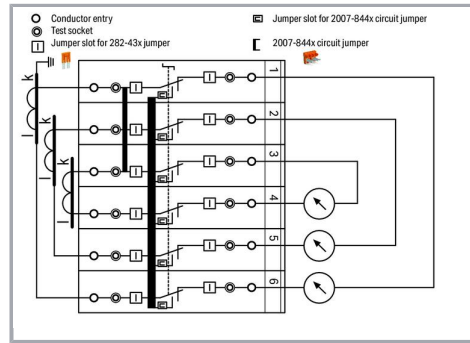 Conductor entry
Test socket
Jumper slot for 282-43x jumper
Jumper slot for 2007-844x circuit jumper
2007-844x circuit jumper
k
l
k
l
k
l
1
2
3
4
5
6